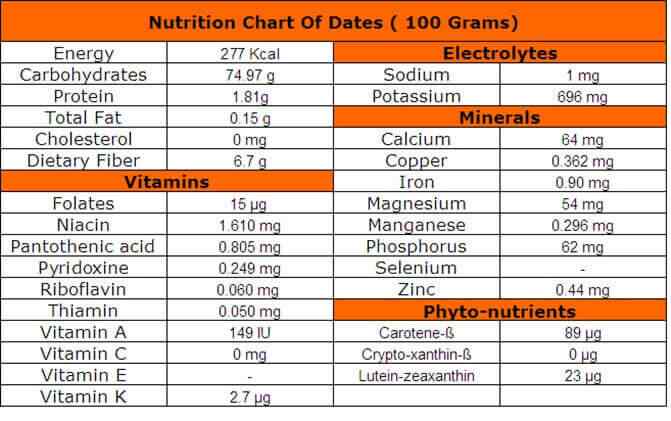 Nutrition Chart Of Dates ( 100 Grams)
Energy 277 Kcal
Carbohydrates 74.97 g
Protein 1.81g
Total Fat 0.15 g
Cholesterol 0 mg
Dietary Fiber 6.7 g
Vitamins
Folates 15 µg
Niacin 1.610 mg
Pantothenic acid 0.805 mg
Pyridoxine 0.249 mg
Riboflavin 0.060 mg
Thiamin 0.050 mg
Vitamin A 149 IU
Vitamin C 0 mg
Vitamin E -
Vitamin K 2.7 µg
Electrolytes
Sodium 1 mg
Potassium 696 mg
Minerals
Calcium 64 mg
Copper 0.362 mg
Iron 0.90 mg
Magnesium 54 mg
Manganese 0.296 mg
Phosphorus 62 mg
Selenium -
Zinc 0.44 mg
Phyto-nutrients
Carotene-ß 89 µg
Crypto-xanthin-ß 0 µg
Lutein-zeaxanthin 23 µg